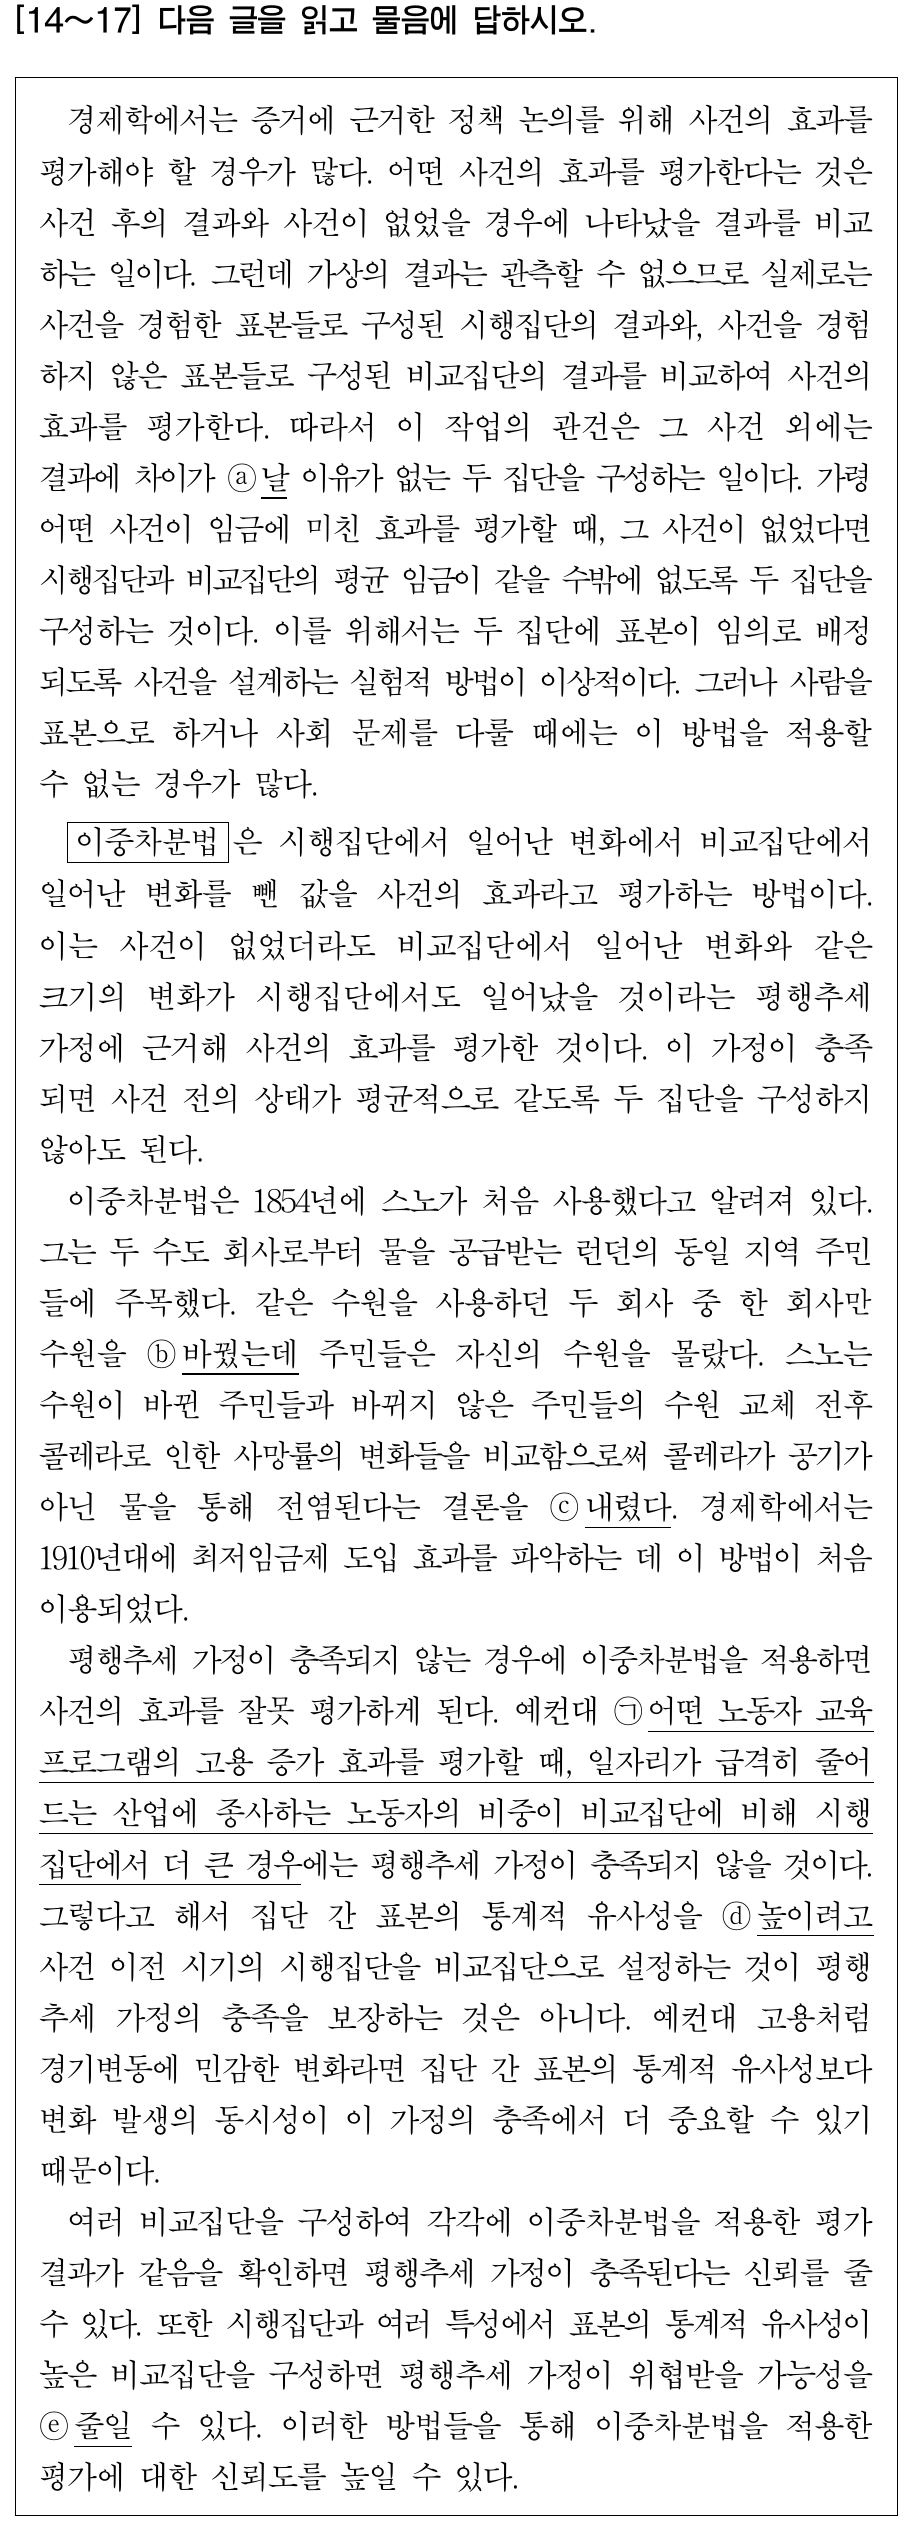 [14～17] 다음 글을 읽고 물음에 답하시오.
경제학에서는 증거에 근거한 정책 논의를 위해 사건의 효과를
평가해야 할 경우가 많다. 어떤 사건의 효과를 평가한다는 것은
사건 후의 결과와 사건이 없었을 경우에 나타났을 결과를 비교
하는 일이다. 그런데 가상의 결과는 관측할 수 없으므로 실제로는
사건을 경험한 표본들로 구성된 시행집단의 결과와, 사건을 경험
하지 않은 표본들로 구성된 비교집단의 결과를 비교하여 사건의
효과를 평가한다. 따라서 이 작업의 관건은 그 사건 외에는
결과에 차이가 ⓐ날 이유가 없는 두 집단을 구성하는 일이다. 가령
어떤 사건이 임금에 미친 효과를 평가할 때, 그 사건이 없었다면
시행집단과 비교집단의 평균 임금이 같을 수밖에 없도록 두 집단을
구성하는 것이다. 이를 위해서는 두 집단에 표본이 임의로 배정
되도록 사건을 설계하는 실험적 방법이 이상적이다. 그러나 사람을
표본으로 하거나 사회 문제를 다룰 때에는 이 방법을 적용할
수 없는 경우가 많다.
이중차분법은 시행집단에서 일어난 변화에서 비교집단에서
일어난 변화를 뺀 값을 사건의 효과라고 평가하는 방법이다.
이는 사건이 없었더라도 비교집단에서 일어난 변화와 같은
크기의 변화가 시행집단에서도 일어났을 것이라는 평행추세
가정에 근거해 사건의 효과를 평가한 것이다. 이 가정이 충족
되면 사건 전의 상태가 평균적으로 같도록 두 집단을 구성하지
않아도 된다.
이중차분법은 1854년에 스노가 처음 사용했다고 알려져 있다.
그는 두 수도 회사로부터 물을 공급받는 런던의 동일 지역 주민
들에 주목했다. 같은 수원을 사용하던 두 회사 중 한 회사만
수원을 ⓑ바꿨는데 주민들은 자신의 수원을 몰랐다. 스노는
수원이 바뀐 주민들과 바뀌지 않은 주민들의 수원 교체 전후
콜레라로 인한 사망률의 변화들을 비교함으로써 콜레라가 공기가
아닌 물을 통해 전염된다는 결론을 ⓒ내렸다. 경제학에서는
1910년대에 최저임금제 도입 효과를 파악하는 데 이 방법이 처음
이용되었다.
평행추세 가정이 충족되지 않는 경우에 이중차분법을 적용하면
사건의 효과를 잘못 평가하게 된다. 예컨대 ㉠어떤 노동자 교육
프로그램의 고용 증가 효과를 평가할 때, 일자리가 급격히 줄어
드는 산업에 종사하는 노동자의 비중이 비교집단에 비해 시행
집단에서 더 큰 경우에는 평행추세 가정이 충족되지 않을 것이다.
그렇다고 해서 집단 간 표본의 통계적 유사성을 ⓓ높이려고
사건 이전 시기의 시행집단을 비교집단으로 설정하는 것이 평행
추세 가정의 충족을 보장하는 것은 아니다. 예컨대 고용처럼
경기변동에 민감한 변화라면 집단 간 표본의 통계적 유사성보다
변화 발생의 동시성이 이 가정의 충족에서 더 중요할 수 있기
때문이다.
여러 비교집단을 구성하여 각각에 이중차분법을 적용한 평가
결과가 같음을 확인하면 평행추세 가정이 충족된다는 신뢰를 줄
수 있다. 또한 시행집단과 여러 특성에서 표본의 통계적 유사성이
높은 비교집단을 구성하면 평행추세 가정이 위협받을 가능성을
ⓔ줄일 수 있다. 이러한 방법들을 통해 이중차분법을 적용한
평가에 대한 신뢰도를 높일 수 있다.